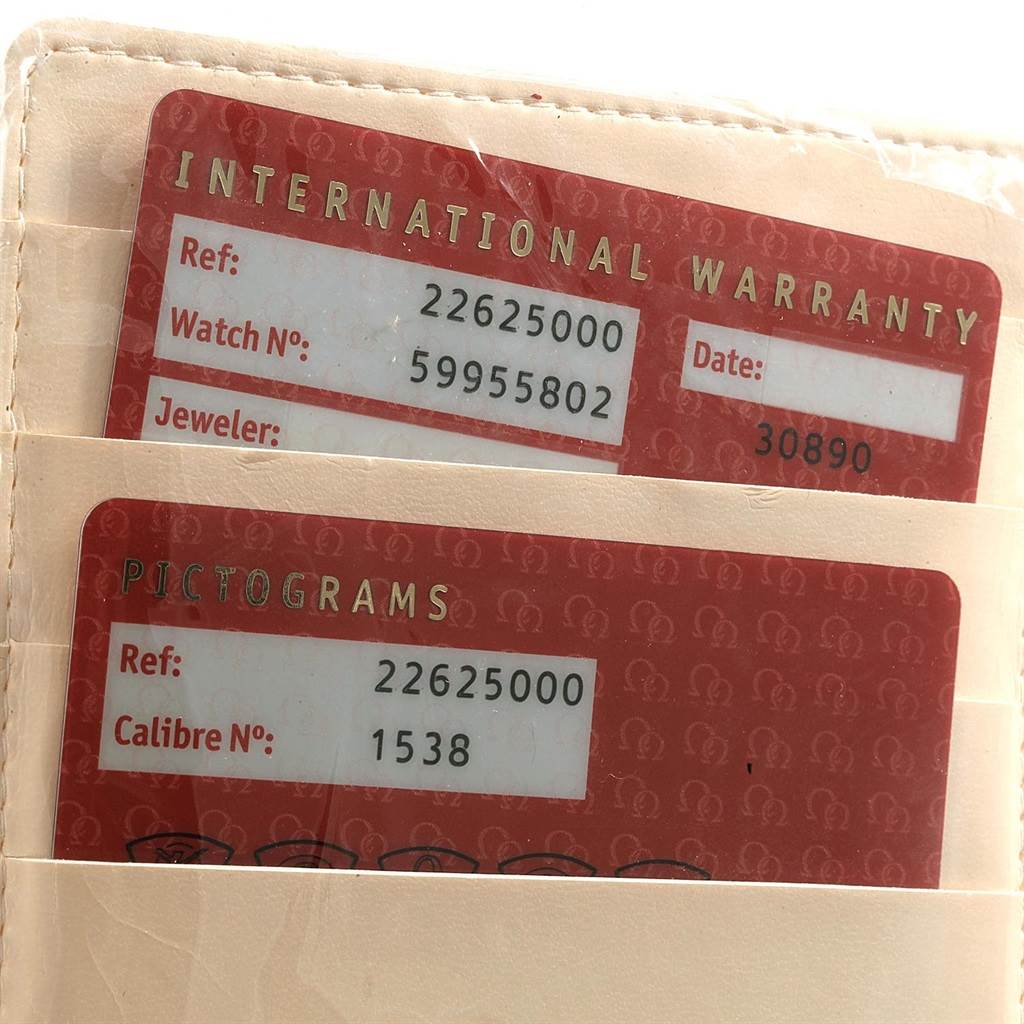 INTERNATIONAL WARRANTY
Ref: 22625000
Watch Nº: 59955802
Date:
30890
Jeweler:
PICTOGRAMS
Ref: 22625000
Calibre Nº: 1538